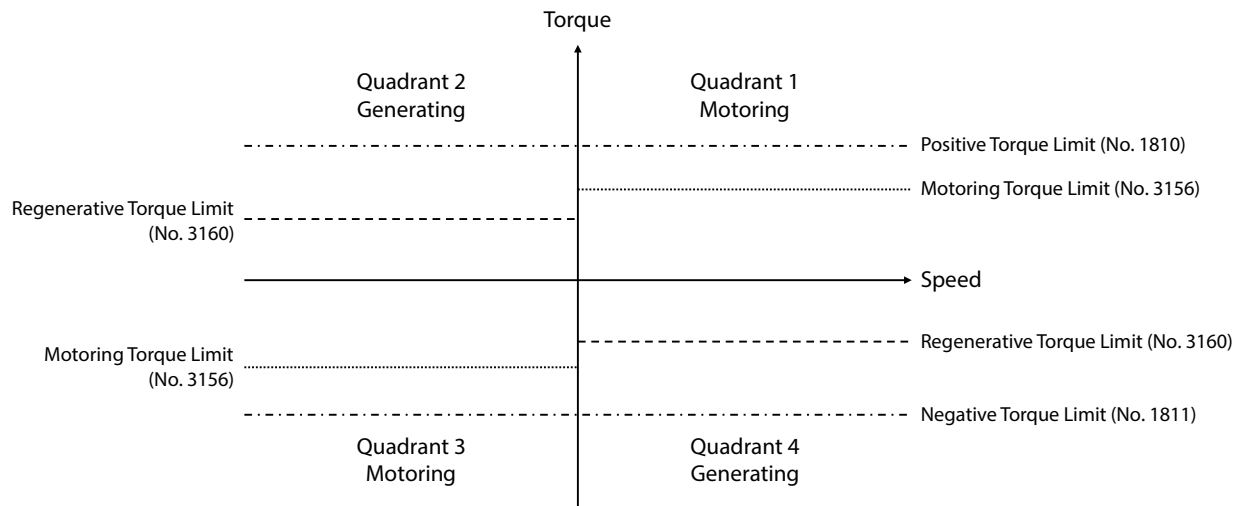 Torque
Quadrant 2
Generating
Quadrant 1
Motoring
Positive Torque Limit (No. 1810)
Motoring Torque Limit (No. 3156)
Regenerative Torque Limit
(No. 3160)
Speed
Regenerative Torque Limit (No. 3160)
Motoring Torque Limit
(No. 3156)
Negative Torque Limit (No. 1811)
Quadrant 3
Motoring
Quadrant 4
Generating